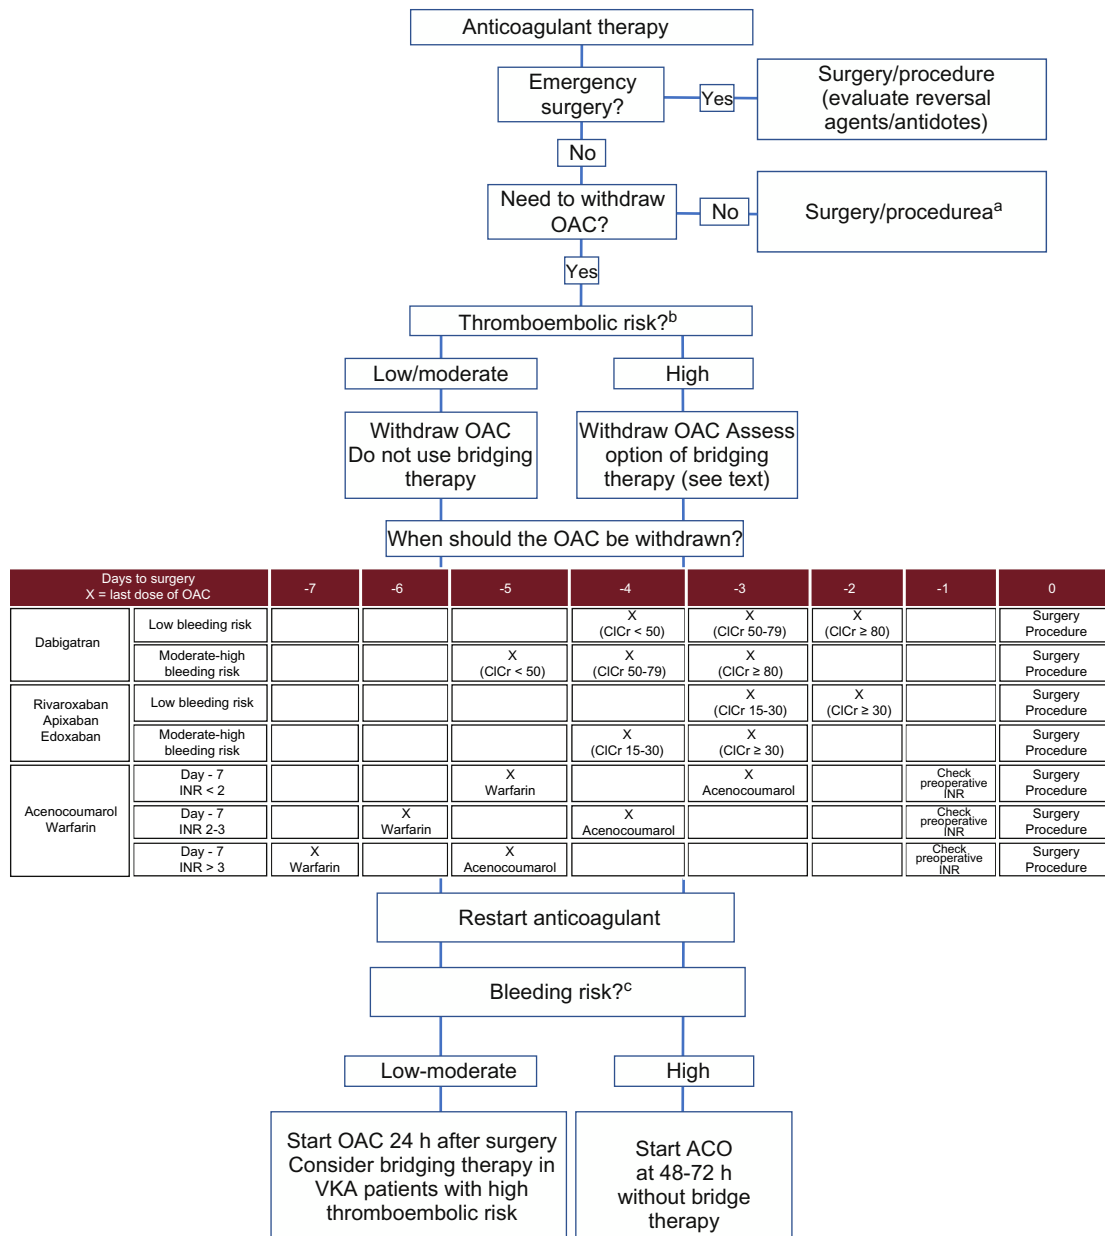 Anticoagulant therapy
Emergency
surgery?
Yes
Surgery/procedure
(evaluate reversal
agents/antidotes)
No
Need to withdraw
OAC?
No
Surgery/procedurea^a
Yes
Thromboembolic risk?^b
Low/moderate
High
Withdraw OAC
Do not use bridging
therapy
Withdraw OAC Assess
option of bridging
therapy (see text)
When should the OAC be withdrawn?
Days to surgery
X = last dose of OAC
-7
-6
-5
-4
-3
-2
-1
0
Dabigatran
Low bleeding risk
X
(ClCr < 50)
X
(ClCr 50-79)
X
(ClCr ≥ 80)
Surgery
Procedure
Moderate-high
bleeding risk
X
(ClCr < 50)
X
(ClCr 50-79)
X
(ClCr ≥ 80)
Surgery
Procedure
Rivaroxaban
Apixaban
Edoxaban
Low bleeding risk
X
(ClCr 15-30)
X
(ClCr ≥ 30)
Surgery
Procedure
Moderate-high
bleeding risk
X
(ClCr 15-30)
X
(ClCr ≥ 30)
Surgery
Procedure
Acenocoumarol
Warfarin
Day - 7
INR < 2
X
Warfarin
X
Acenocoumarol
Check
preoperative
INR
Surgery
Procedure
Day - 7
INR 2-3
X
Warfarin
X
Acenocoumarol
Check
preoperative
INR
Surgery
Procedure
Day - 7
INR > 3
X
Warfarin
X
Acenocoumarol
Check
preoperative
INR
Surgery
Procedure
Restart anticoagulant
Bleeding risk?^c
Low-moderate
High
Start OAC 24 h after surgery
Consider bridging therapy in
VKA patients with high
thromboembolic risk
Start ACO
at 48-72 h
without bridge
therapy